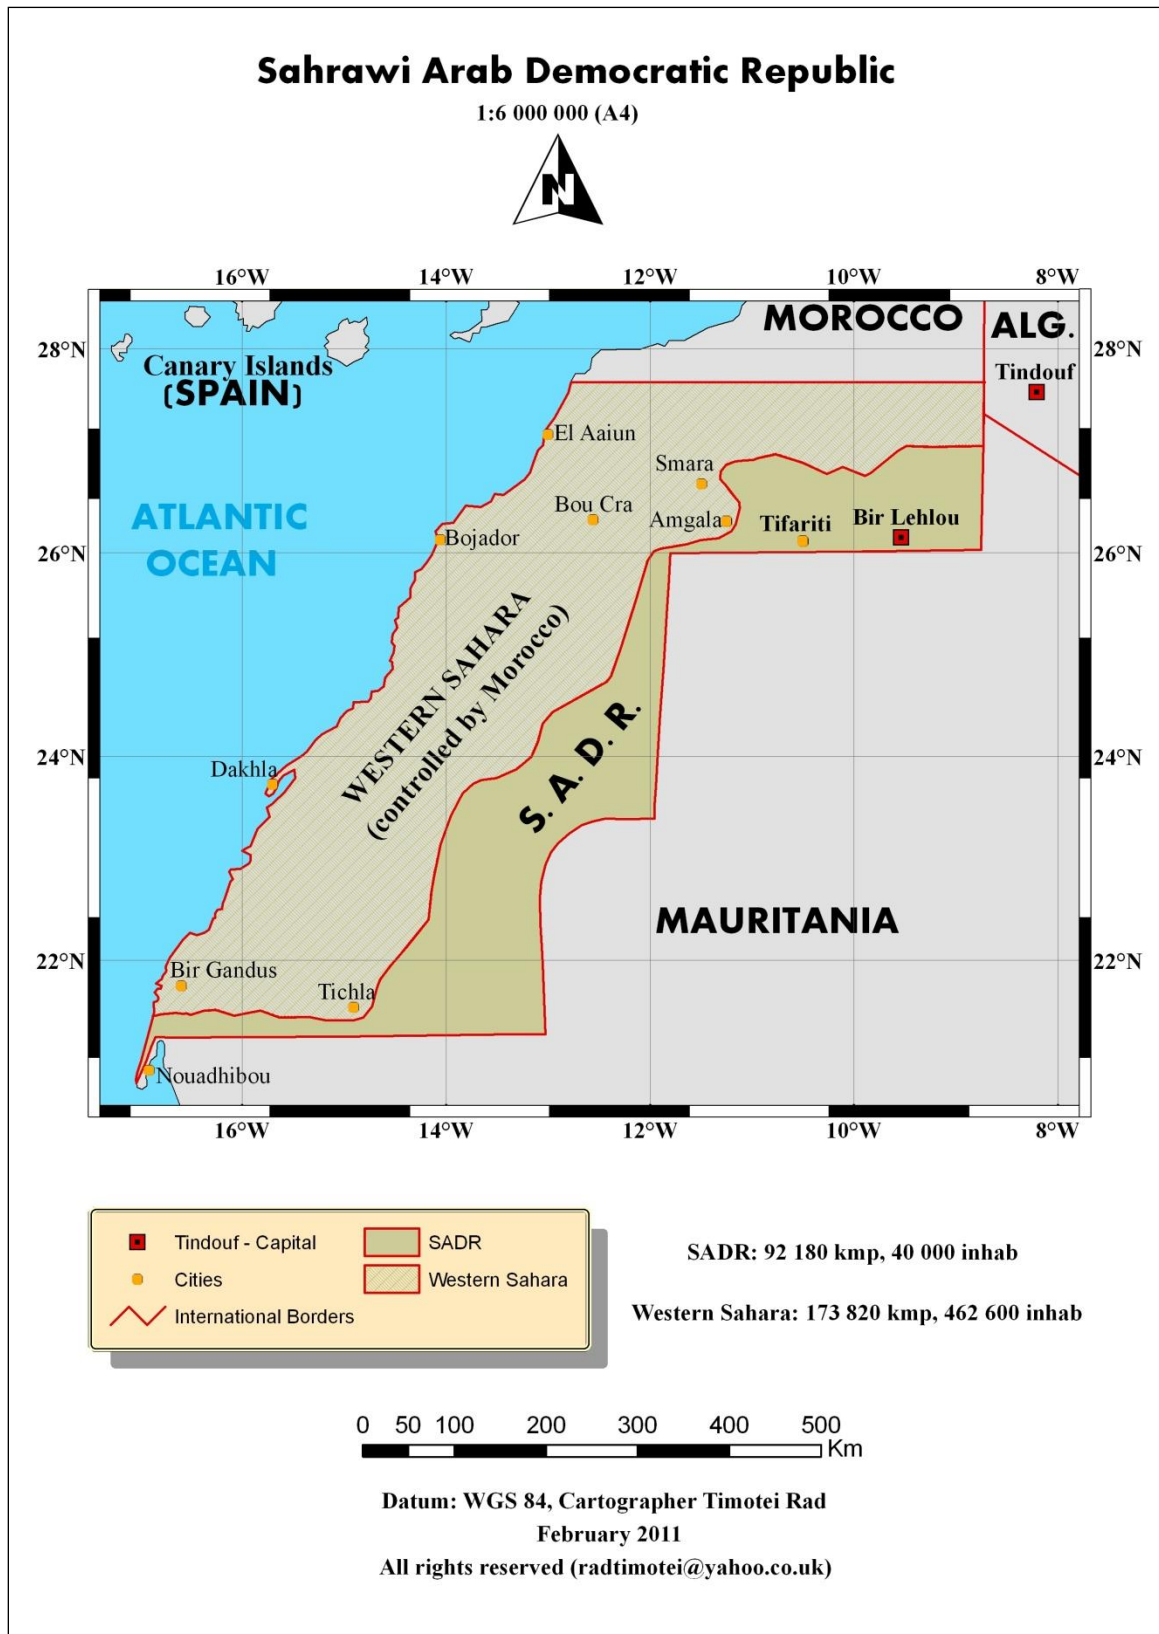 Sahrawi Arab Democratic Republic
1:6 000 000 (A4)
N
16°W 14°W 12°W 10°W 8°W
MOROCCO
ALG.
28°N
28°N
Canary Islands
(SPAIN)
Tindouf
El Aaiun
Smara
Bou Cra
Amgala
Tifariti
Bir Lehlou
ATLANTIC
OCEAN
Bojador
26°N
26°N
WESTERN SAHARA
(controlled by Morocco)
S. A. D. R.
24°N
24°N
Dakhla
MAURITANIA
22°N
22°N
Bir Gandus
Tichla
Nouadhibou
16°W 14°W 12°W 10°W 8°W
Tindouf - Capital
Cities
International Borders
SADR
Western Sahara
SADR: 92 180 kmp, 40 000 inhab
Western Sahara: 173 820 kmp, 462 600 inhab
0 50 100 200 300 400 500
Km
Datum: WGS 84, Cartographer Timotei Rad
February 2011
All rights reserved (radtimotei@yahoo.co.uk)